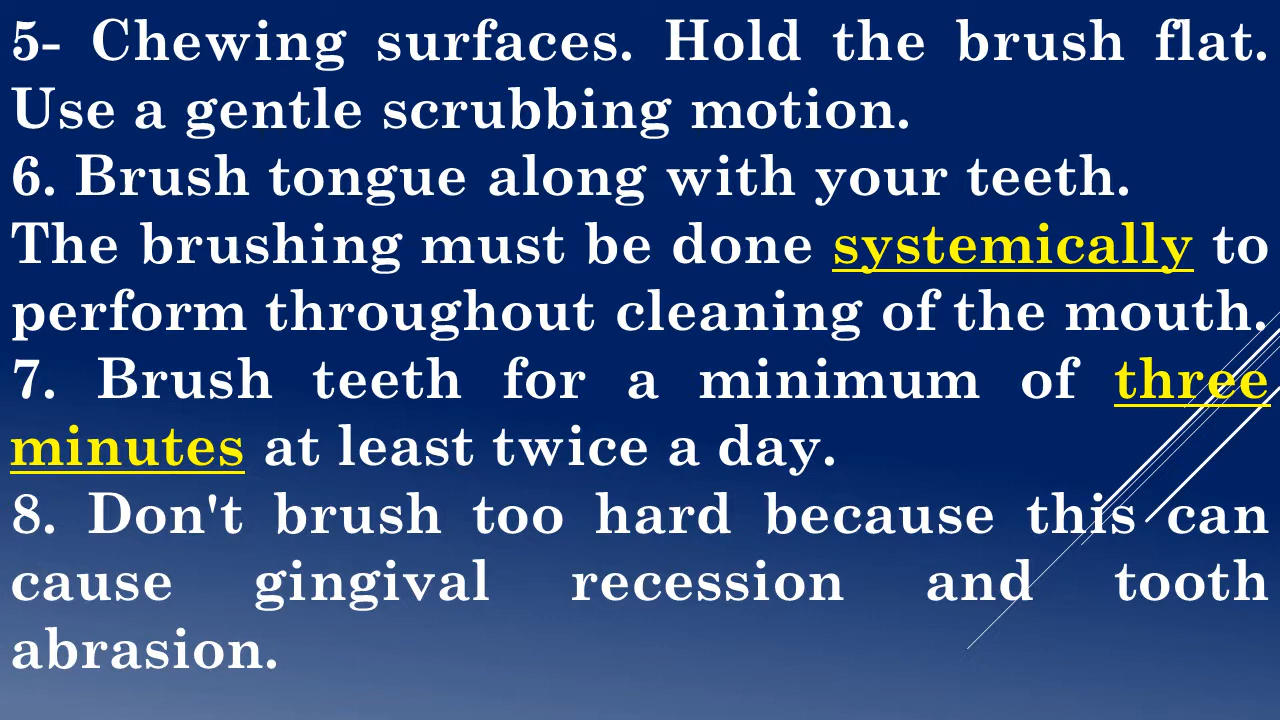 5- Chewing surfaces. Hold the brush flat.
Use a gentle scrubbing motion.
6. Brush tongue along with your teeth.
The brushing must be done systemically to
perform throughout cleaning of the mouth.
7. Brush teeth for a minimum of three
minutes at least twice a day.
8. Don't brush too hard because this can
cause gingival recession and tooth
abrasion.